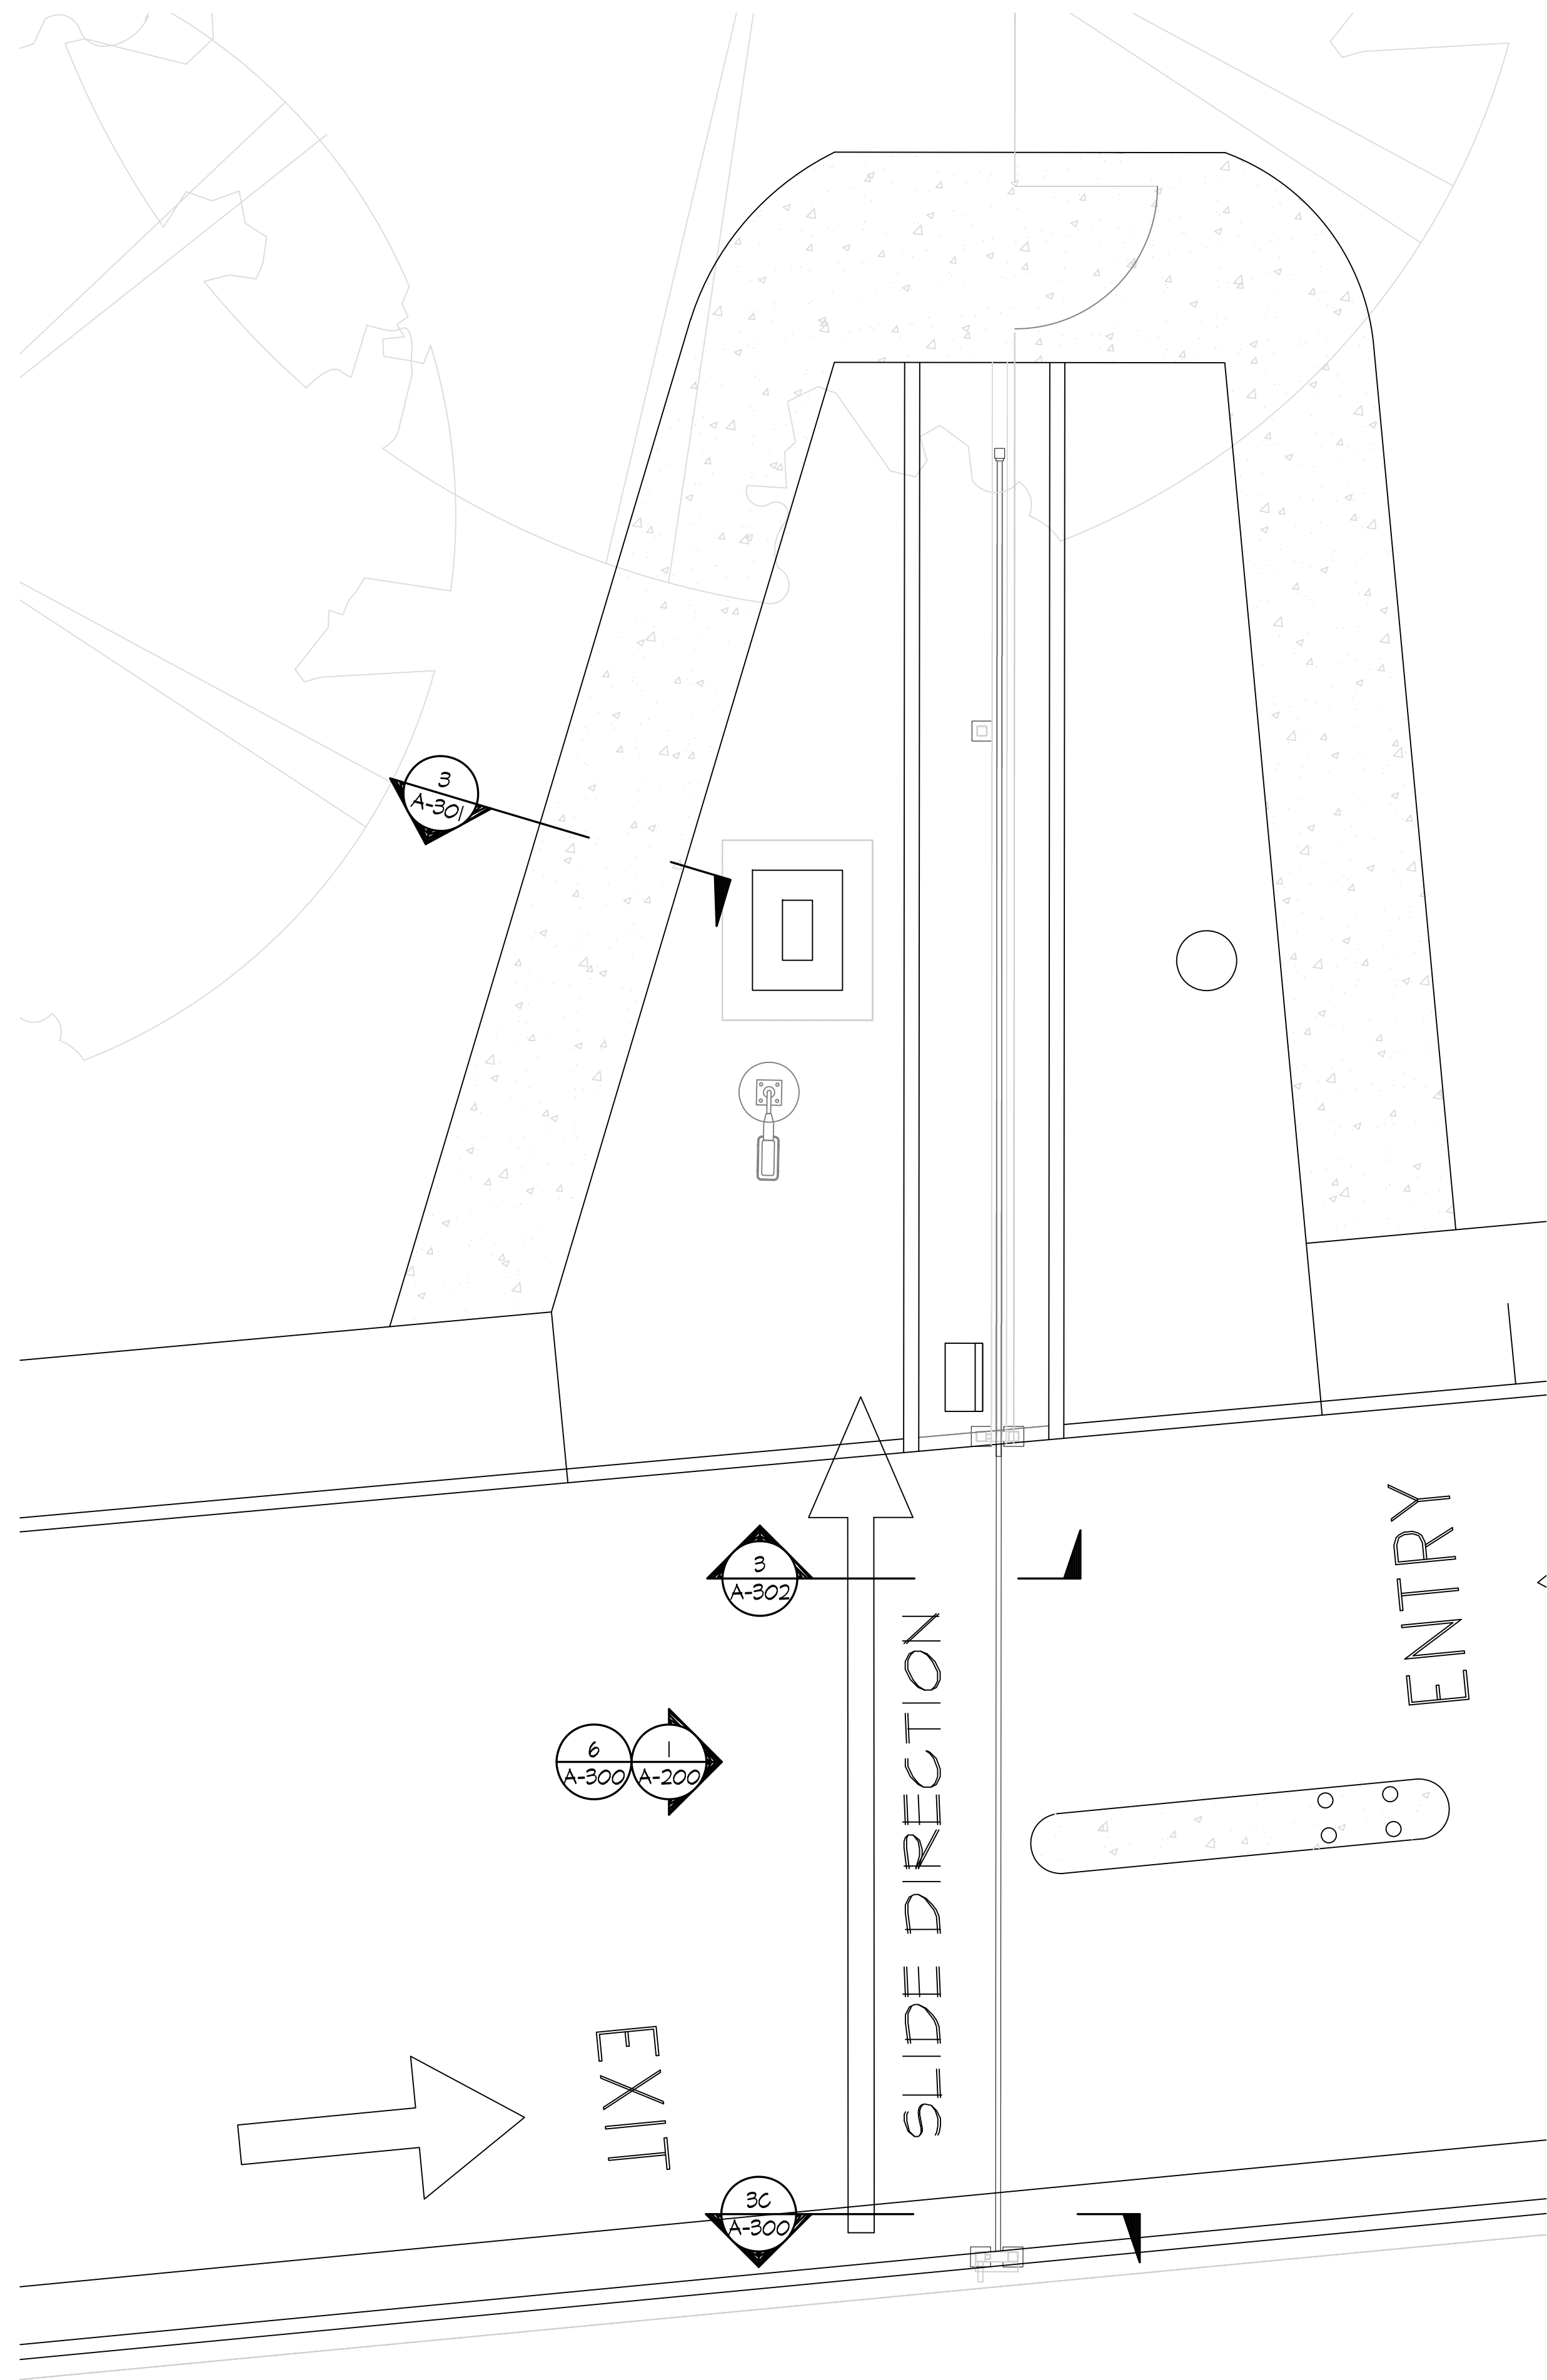 3
A-301
ENTRY
3
A-302
SLIDE DIRECTION
6
A-300
1
A-200
EXIT
3C
A-300